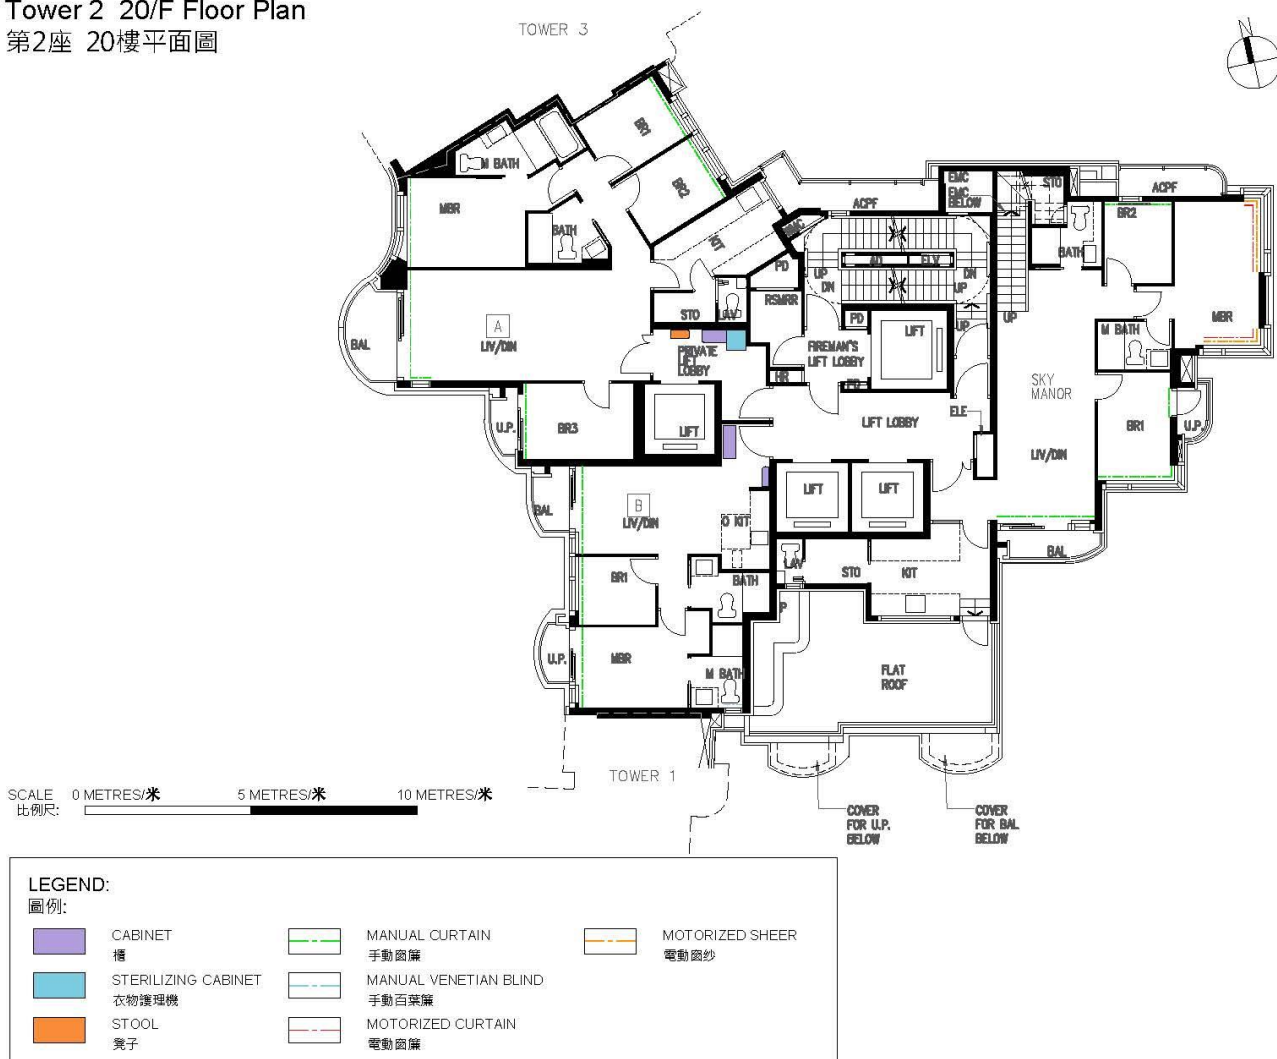 Tower 2 20/F Floor Plan
第2座 20樓平面圖
TOWER 3
N
BR1
M BATH
BR2
MBR
BATH
KIT
ACPF
EMC
EMC
BELOW
STO
ACPF
BR2
EMC
PD
AD
ELV
UP
DN
DN
UP
BATH
RSMRR
STO
LAV
A
LIV/DIN
BAL
PRIVATE
LIFT
LOBBY
PD
FIREMAN'S
LIFT LOBBY
LIFT
UP
UP
M BATH
MBR
HR
PD
SKY
MANOR
U.P.
BR3
LIFT
LIFT LOBBY
ELE
BR1
U.P.
LIV/DIN
BAL
B
LIV/DIN
O KIT
LIFT
LIFT
BAL
BR1
BATH
LAV
STO
KIT
U.P.
MBR
M BATH
P
FLAT
ROOF
TOWER 1
COVER
FOR U.P.
BELOW
COVER
FOR BAL
BELOW
SCALE 0 METRES/米 5 METRES/米 10 METRES/米
比例尺:
LEGEND:
圖例:
CABINET
櫃
STERILIZING CABINET
衣物護理機
STOOL
凳子
MANUAL CURTAIN
手動窗簾
MANUAL VENETIAN BLIND
手動百葉簾
MOTORIZED CURTAIN
電動窗簾
MOTORIZED SHEER
電動窗紗